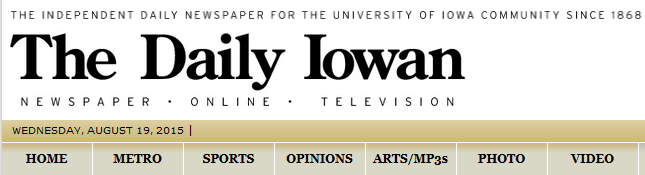 THE INDEPENDENT DAILY NEWSPAPER FOR THE UNIVERSITY OF IOWA COMMUNITY SINCE 1868
The Daily Iowan
NEWSPAPER · ONLINE · TELEVISION
WEDNESDAY, AUGUST 19, 2015 |
HOME METRO SPORTS OPINIONS ARTS/MP3s PHOTO VIDEO